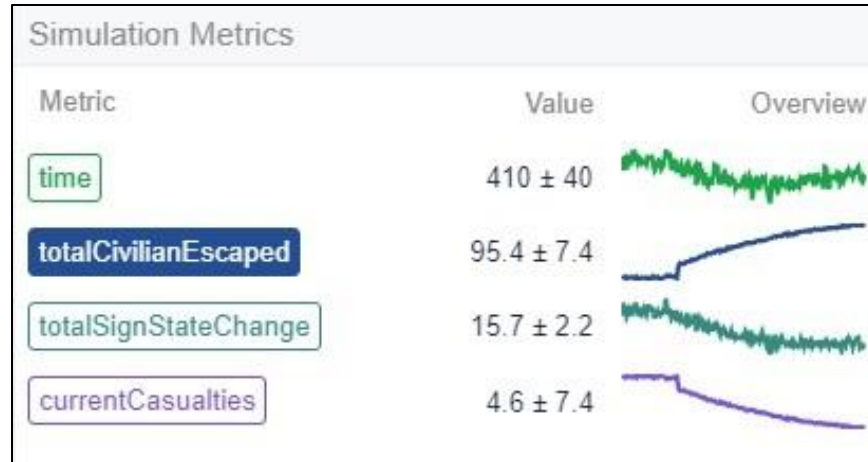 Simulation Metrics
Metric Value Overview
time 410 ± 40
totalCivilianEscaped 95.4 ± 7.4
totalSignStateChange 15.7 ± 2.2
currentCasualties 4.6 ± 7.4